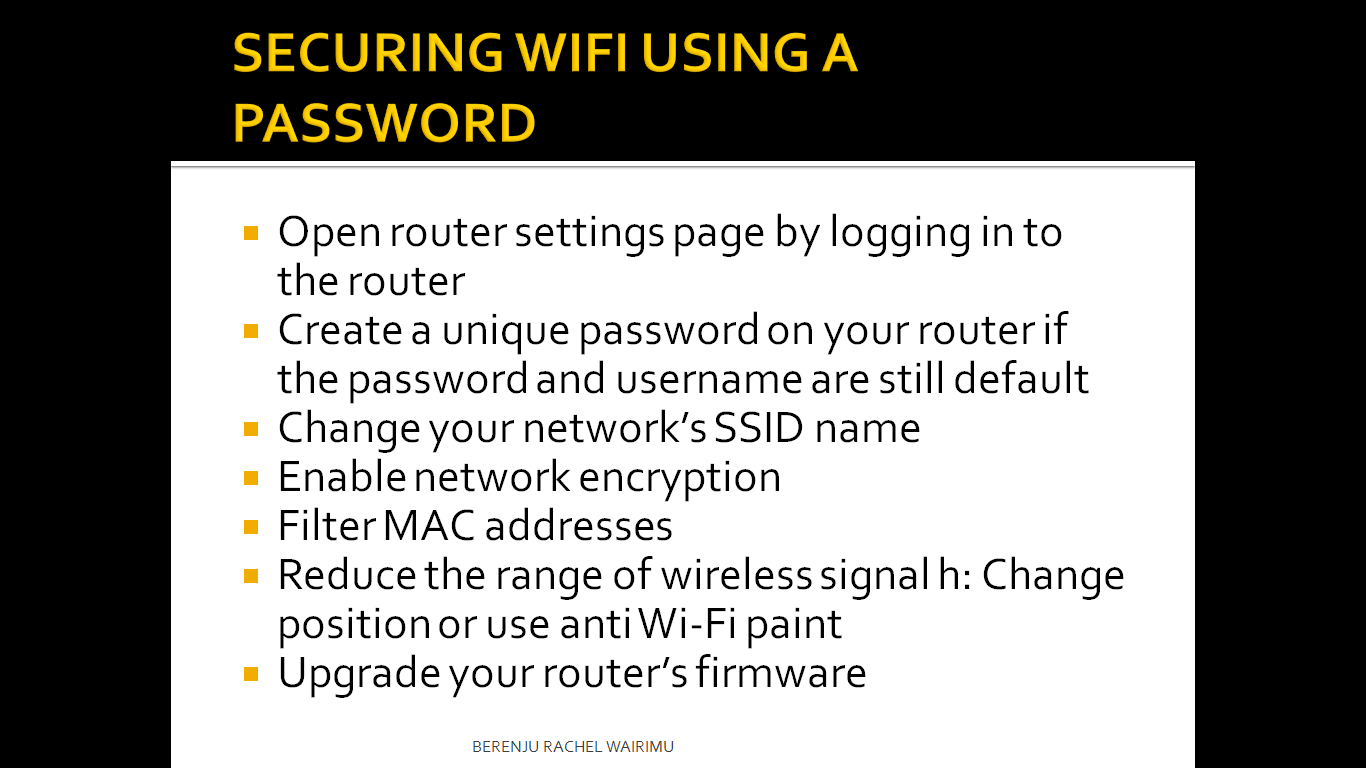 SECURING WIFI USING A
PASSWORD
Open router settings page by logging in to
the router
Create a unique password on your router if
the password and username are still default
Change your network’s SSID name
Enable network encryption
Filter MAC addresses
Reduce the range of wireless signal h: Change
position or use anti Wi-Fi paint
Upgrade your router’s firmware
BERENJU RACHEL WAIRIMU